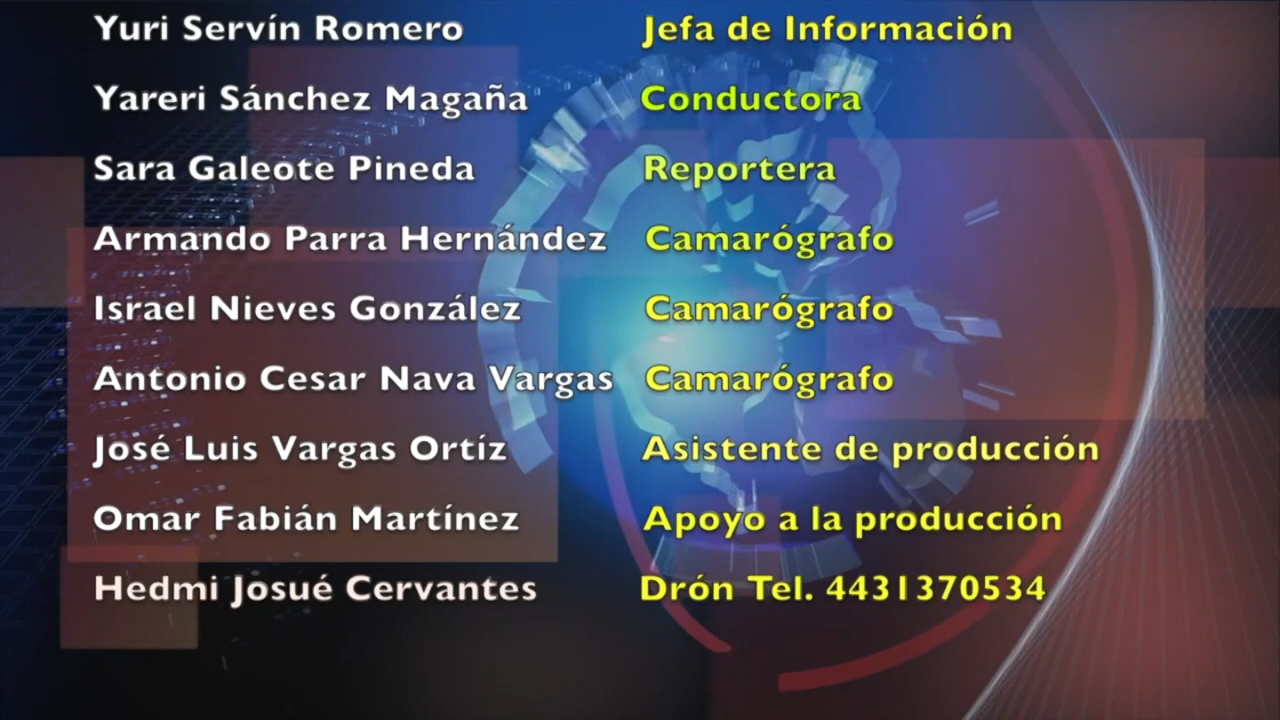 Yuri Servín Romero Jefa de Información
Yareri Sánchez Magaña Conductora
Sara Galeote Pineda Reportera
Armando Parra Hernández Camarógrafo
Israel Nieves González Camarógrafo
Antonio Cesar Nava Vargas Camarógrafo
José Luis Vargas Ortíz Asistente de producción
Omar Fabián Martínez Apoyo a la producción
Hedmi Josué Cervantes Drón Tel. 4431370534